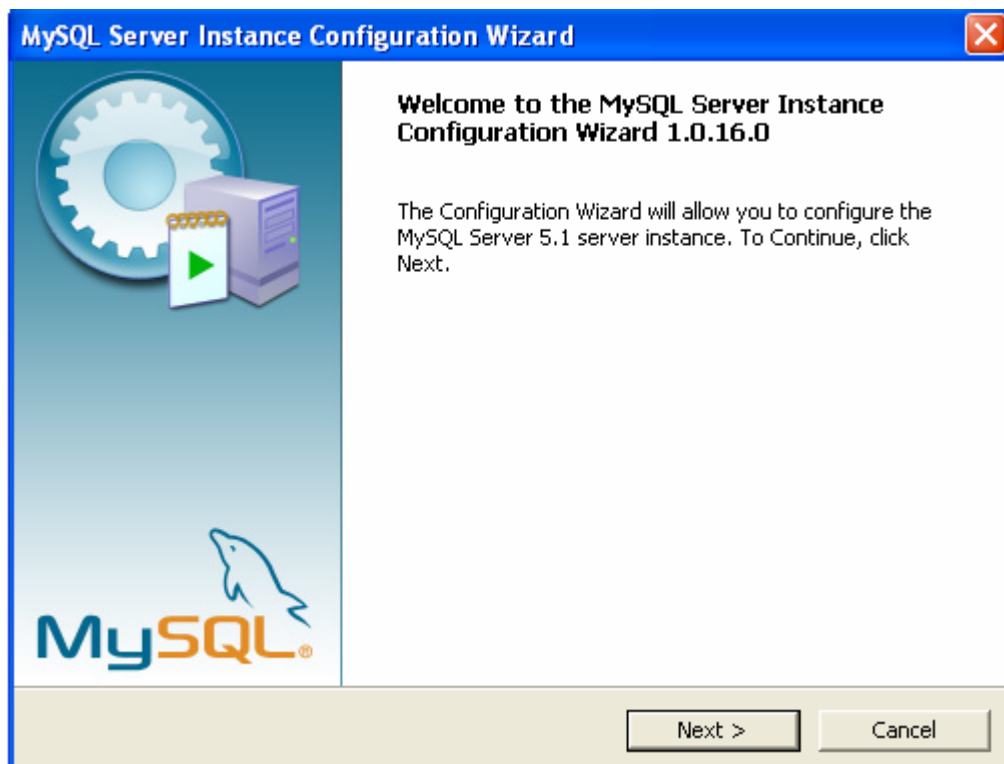 MySQL Server Instance Configuration Wizard
Welcome to the MySQL Server Instance
Configuration Wizard 1.0.16.0
The Configuration Wizard will allow you to configure the
MySQL Server 5.1 server instance. To Continue, click
Next.
MySQL®
Next >
Cancel